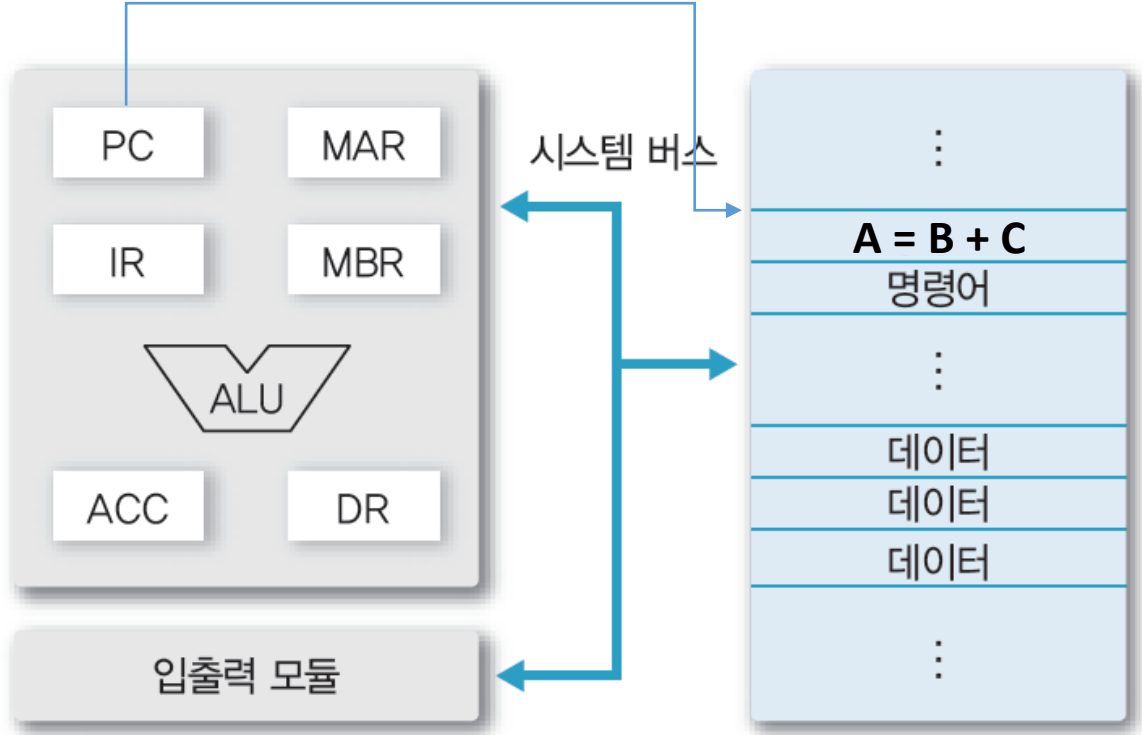 PC
MAR
IR
MBR
ALU
ACC
DR
입출력 모듈
시스템 버스
⋮
A = B + C
명령어
⋮
데이터
데이터
데이터
⋮